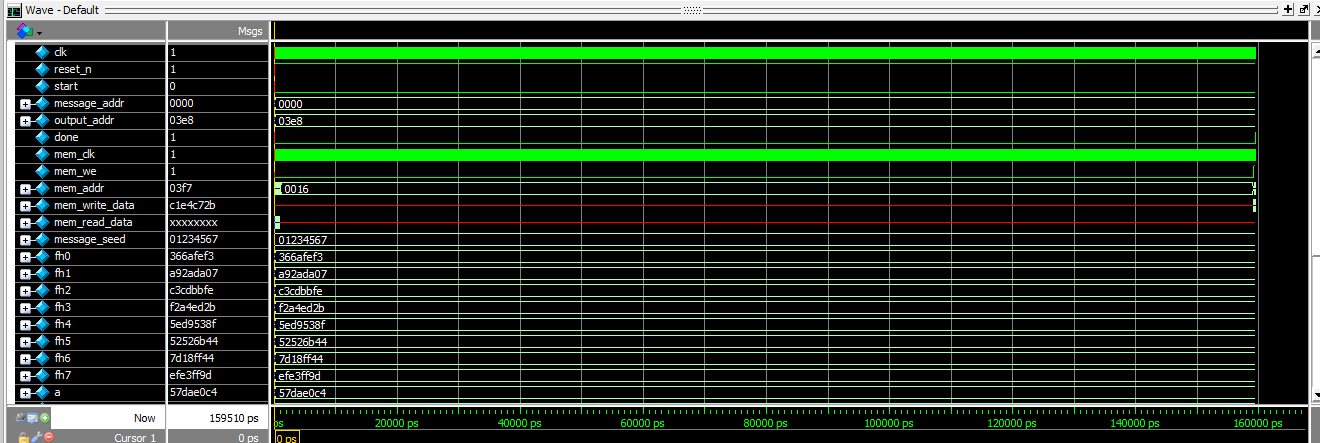 Wave - Default
Msgs
clk 1
reset_n 1
start 0
message_addr 0000 0000
output_addr 03e8 03e8
done 1
mem_clk 1
mem_we 1
mem_addr 03f7 0016
mem_write_data c1e4c72b
mem_read_data xxxxxxxx
message_seed 01234567 01234567
fh0 366afef3 366afef3
fh1 a92ada07 a92ada07
fh2 c3cdbbfe c3cdbbfe
fh3 f2a4ed2b f2a4ed2b
fh4 5ed9538f 5ed9538f
fh5 52526b44 52526b44
fh6 7d18ff44 7d18ff44
fh7 efe3ff9d efe3ff9d
a 57dae0c4 57dae0c4
Now 159510 ps ps 20000 ps 40000 ps 60000 ps 80000 ps 100000 ps 120000 ps 140000 ps 160000 ps
Cursor 1 0 ps 0 ps